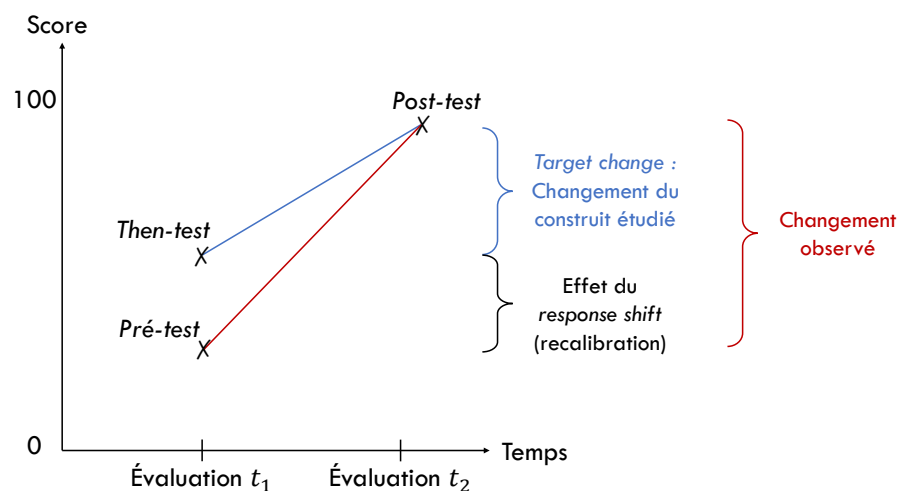 Score
100
Post-test
Target change :
Changement du
construit étudié
Changement
observé
Then-test
Effet du
response shift
(recalibration)
Pré-test
0
Temps
Évaluation t₁
Évaluation t₂